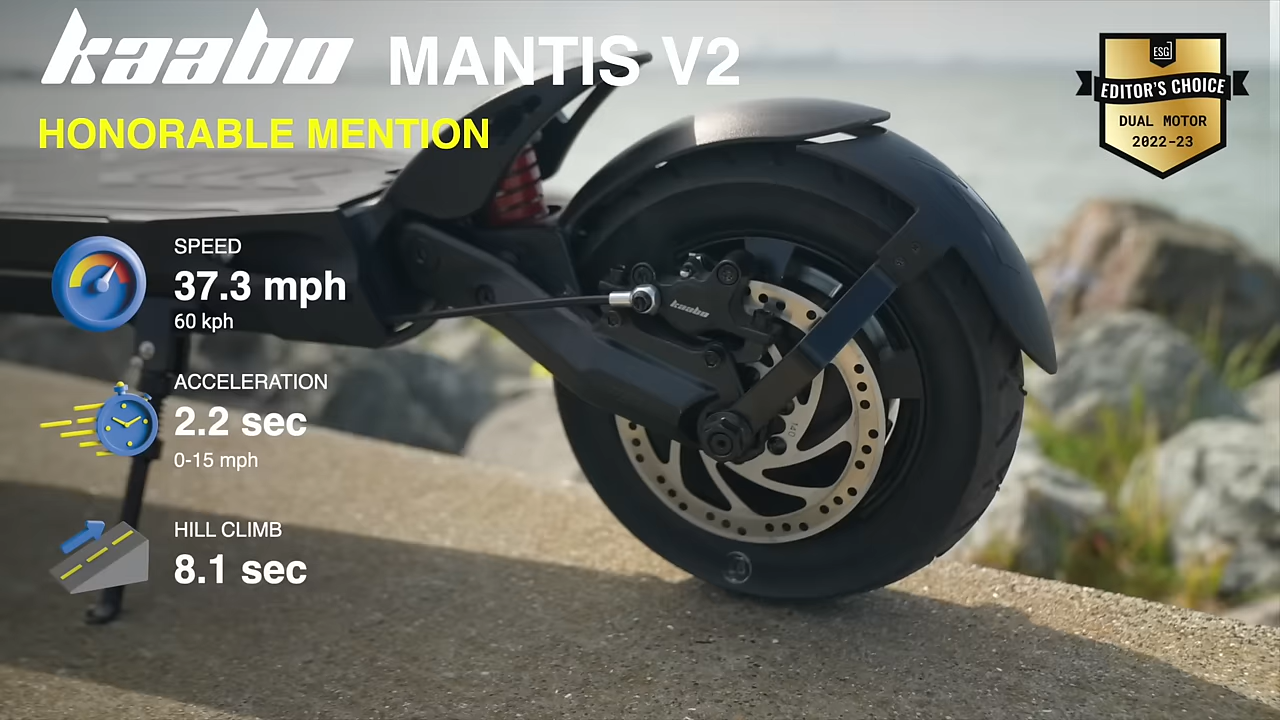 kaabo MANTIS V2
HONORABLE MENTION
ESG
EDITOR'S CHOICE
DUAL MOTOR
2022-23
SPEED
37.3 mph
60 kph
ACCELERATION
2.2 sec
0-15 mph
HILL CLIMB
8.1 sec
kaabo
140